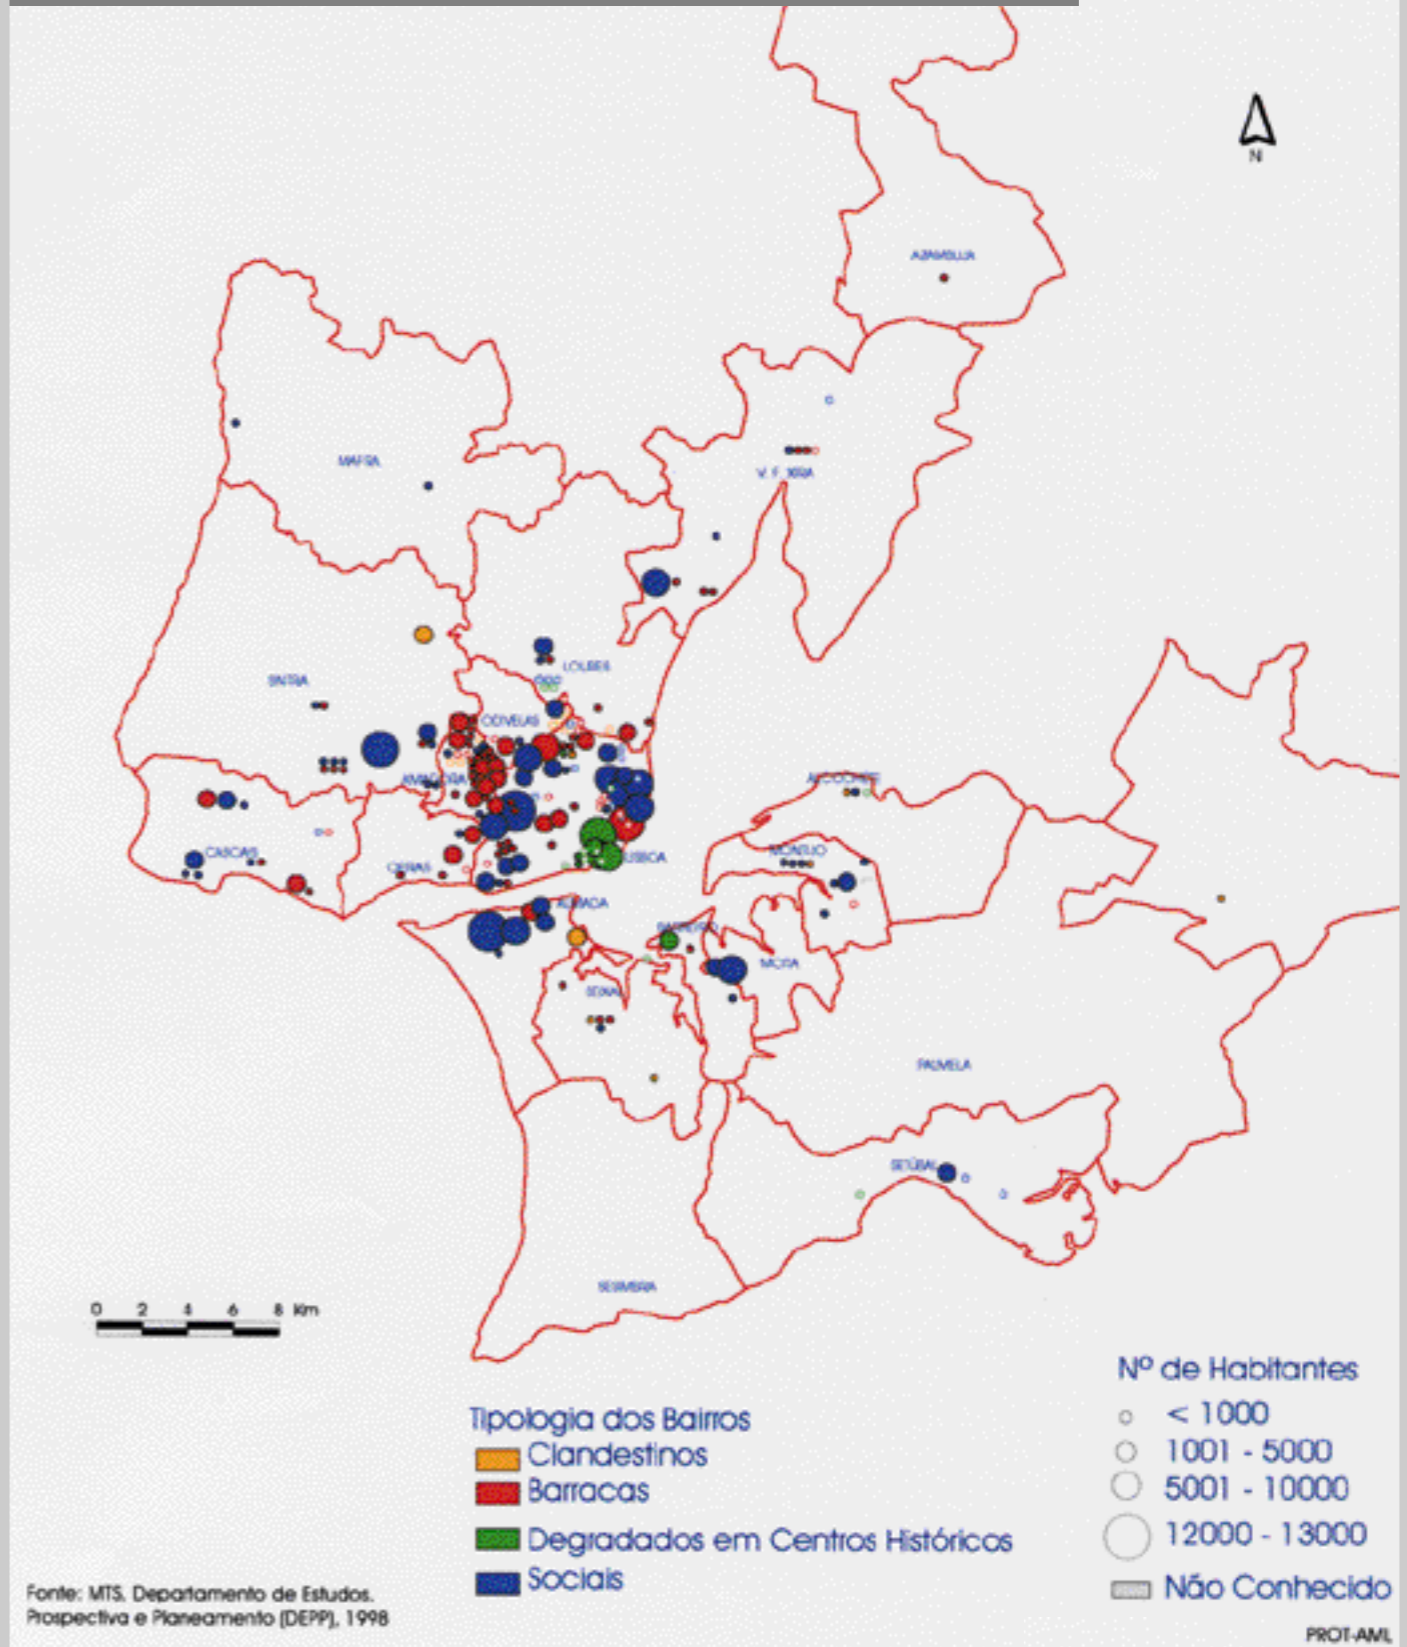 N
AZAMBUJA
MAFRA
V. F. XIRA
LOURES
SINTRA
ODIVELAS
AMADORA
ALCOCHETE
CASCAIS
OEIRAS
LISBOA
MONTIJO
ALMADA
BARREIRO
MOITA
SEIXAL
PALMELA
SETÚBAL
SESIMBRA
0 2 4 6 8 Km
Nº de Habitantes
< 1000
1001 - 5000
5001 - 10000
12000 - 13000
Não Conhecido
Tipologia dos Bairros
Clandestinos
Barracas
Degradados em Centros Históricos
Sociais
Fonte: MTS, Departamento de Estudos.
Prospectiva e Planeamento (DEPP), 1998
PROT-AML